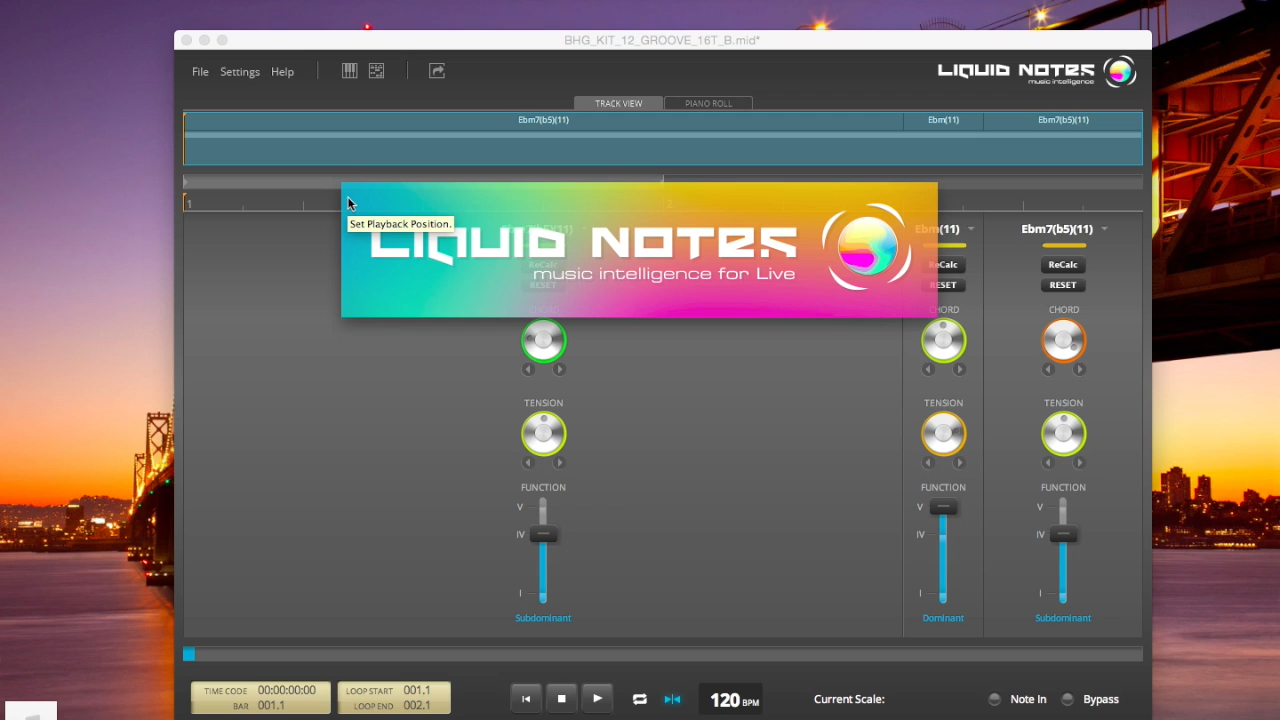 BHG_KIT_12_GROOVE_16T_B.mid*
File Settings Help
LIQUID NOTES
music intelligence
TRACK VIEW PIANO ROLL
Ebm7(b5)(11) Ebm(11) Ebm7(b5)(11)
1 2
Set Playback Position.
LIQUID NOTES
music intelligence for Live
Ebm(11) Ebm7(b5)(11)
ReCalc ReCalc ReCalc
RESET RESET RESET
CHORD CHORD
TENSION TENSION TENSION
FUNCTION FUNCTION FUNCTION
V V V
IV IV IV
I I I
Subdominant Dominant Subdominant
TIME CODE 00:00:00:00
BAR 001.1
LOOP START 001.1
LOOP END 002.1
120 BPM
Current Scale:
Note In Bypass